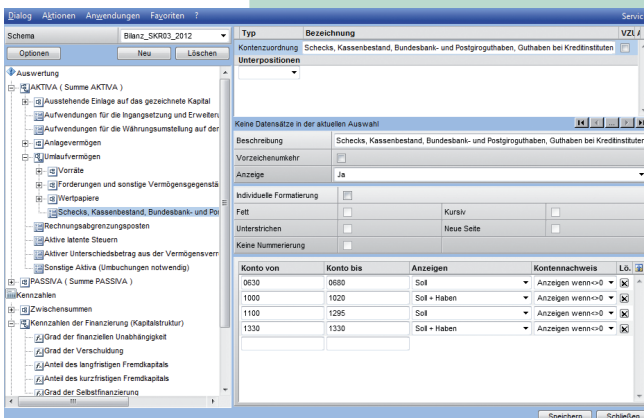 Dialog Aktionen Anwendungen Favoriten ? Servic
Schema Bilanz_SKR03_2012
Optionen Neu Löschen
Auswertung
AKTIVA ( Summe AKTIVA )
Ausstehende Einlage auf das gezeichnete Kapital
Aufwendungen für die Ingangsetzung und Erweiteru
Aufwendungen für die Währungsumstellung auf der
Anlagevermögen
Umlaufvermögen
Vorräte
Forderungen und sonstige Vermögensgegenstä
Wertpapiere
Schecks, Kassenbestand, Bundesbank- und Pos
Rechnungsabgrenzungsposten
Aktive latente Steuern
Aktiver Unterschiedsbetrag aus der Vermögensverr
Sonstige Aktiva (Umbuchungen notwendig)
PASSIVA ( Summe PASSIVA )
Kennzahlen
Zwischensummen
Kennzahlen der Finanzierung (Kapitalstruktur)
Grad der finanziellen Unabhängigkeit
Grad der Verschuldung
Anteil des langfristigen Fremdkapitals
Anteil des kurzfristigen Fremdkapitals
Grad der Selbstfinanzierung
Typ Bezeichnung VZU A
Kontenzuordnung Schecks, Kassenbestand, Bundesbank- und Postgiroguthaben, Guthaben bei Kreditinstituten
Unterpositionen
Keine Datensätze in der aktuellen Auswahl ...
Beschreibung Schecks, Kassenbestand, Bundesbank- und Postgiroguthaben, Guthaben bei Kreditinstituten
Vorzeichenumkehr
Anzeige Ja
Individuelle Formatierung
Fett Kursiv
Unterstrichen Neue Seite
Keine Nummerierung
Konto von Konto bis Anzeigen Kontennachweis Lö.
0630 0680 Soll Anzeigen wenn<>0
1000 1020 Soll + Haben Anzeigen wenn<>0
1100 1295 Soll Anzeigen wenn<>0
1330 1330 Soll + Haben Anzeigen wenn<>0
Speichern Schließen